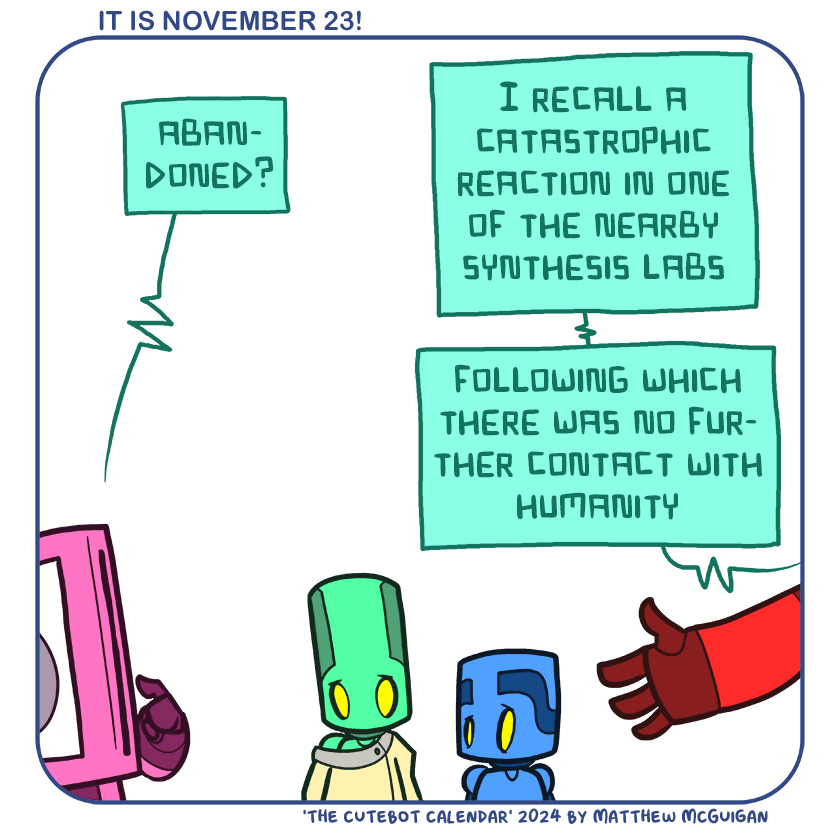 IT IS NOVEMBER 23!
ABAN-
DONED?
I RECALL A
CATASTROPHIC
REACTION IN ONE
OF THE NEARBY
SYNTHESIS LABS
FOLLOWING WHICH
THERE WAS NO FUR-
THER CONTACT WITH
HUMANITY
'THE CUTEBOT CALENDAR' 2024 BY MATTHEW MCGUIGAN